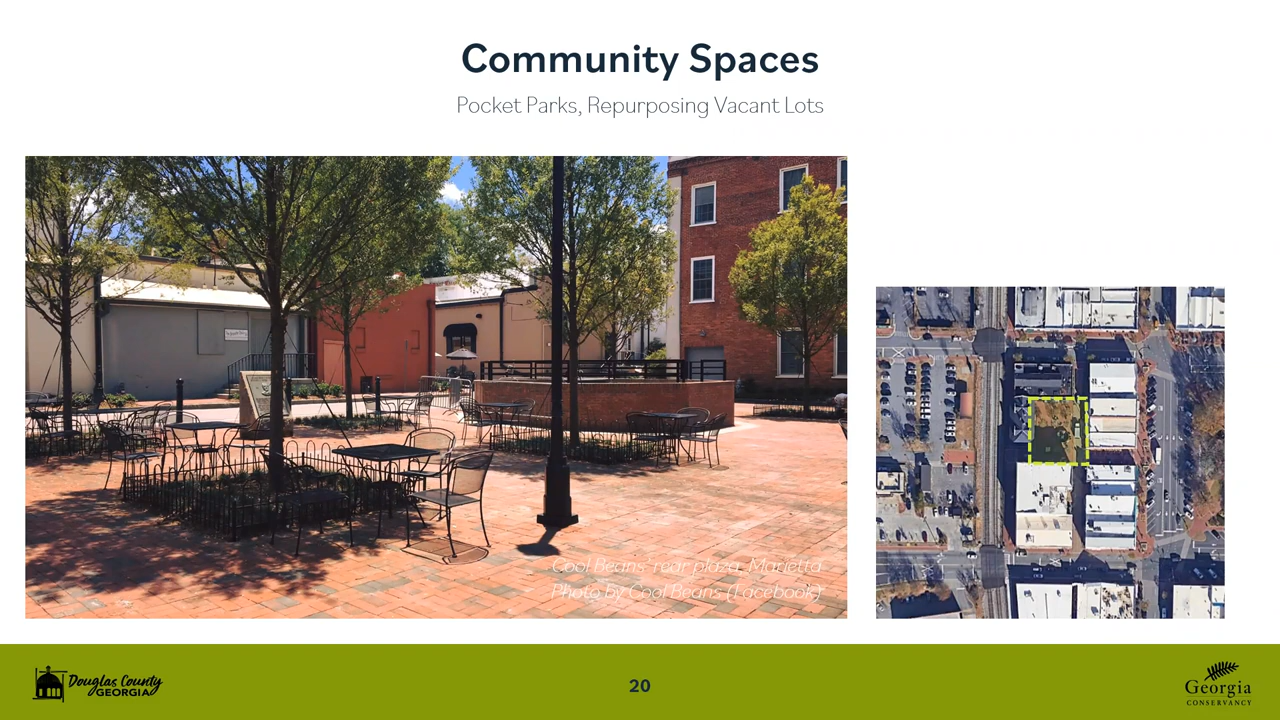 Community Spaces
Pocket Parks, Repurposing Vacant Lots
Cool Beans' rear plaza, Marietta
Photo by Cool Beans (Facebook)
Douglas County
GEORGIA
20
Georgia
CONSERVANCY